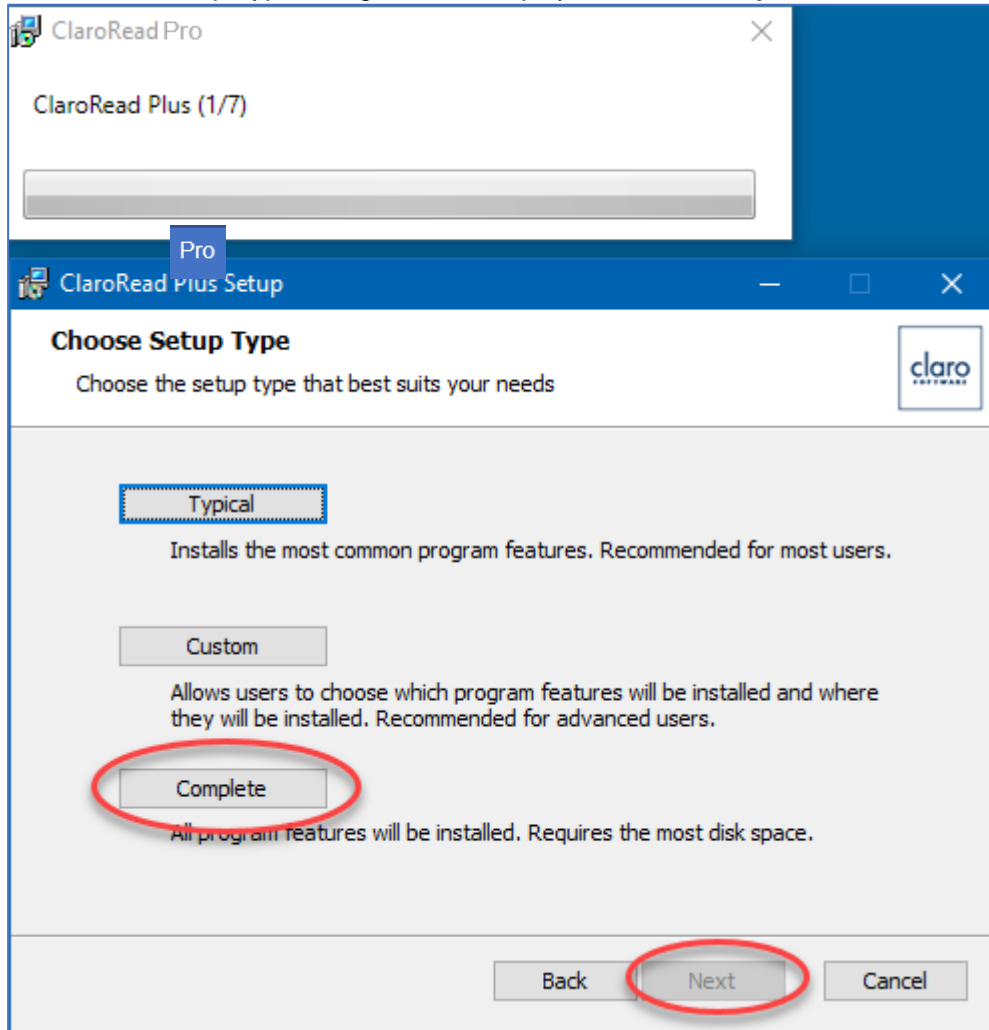 ClaroRead Pro
ClaroRead Plus (1/7)
Pro
ClaroRead Plus Setup
Choose Setup Type
Choose the setup type that best suits your needs
claro
SOFTWARE
Typical
Installs the most common program features. Recommended for most users.
Custom
Allows users to choose which program features will be installed and where
they will be installed. Recommended for advanced users.
Complete
All program features will be installed. Requires the most disk space.
Back Next Cancel